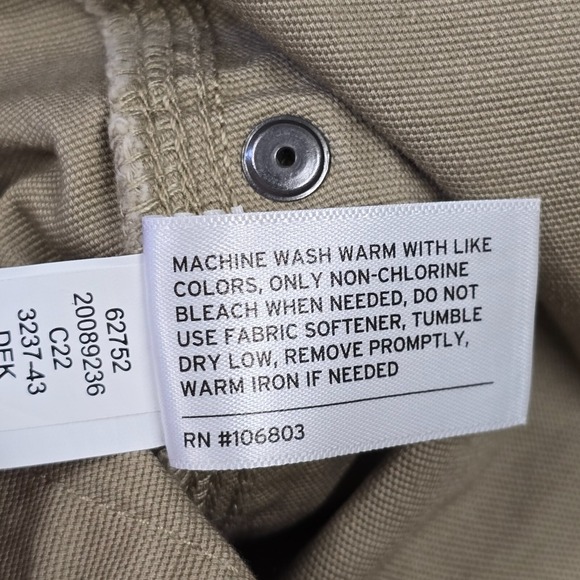 MACHINE WASH WARM WITH LIKE
COLORS, ONLY NON-CHLORINE
BLEACH WHEN NEEDED, DO NOT
USE FABRIC SOFTENER, TUMBLE
DRY LOW, REMOVE PROMPTLY,
WARM IRON IF NEEDED
RN #106803
62752
20089236
C22
3237-43
DFK